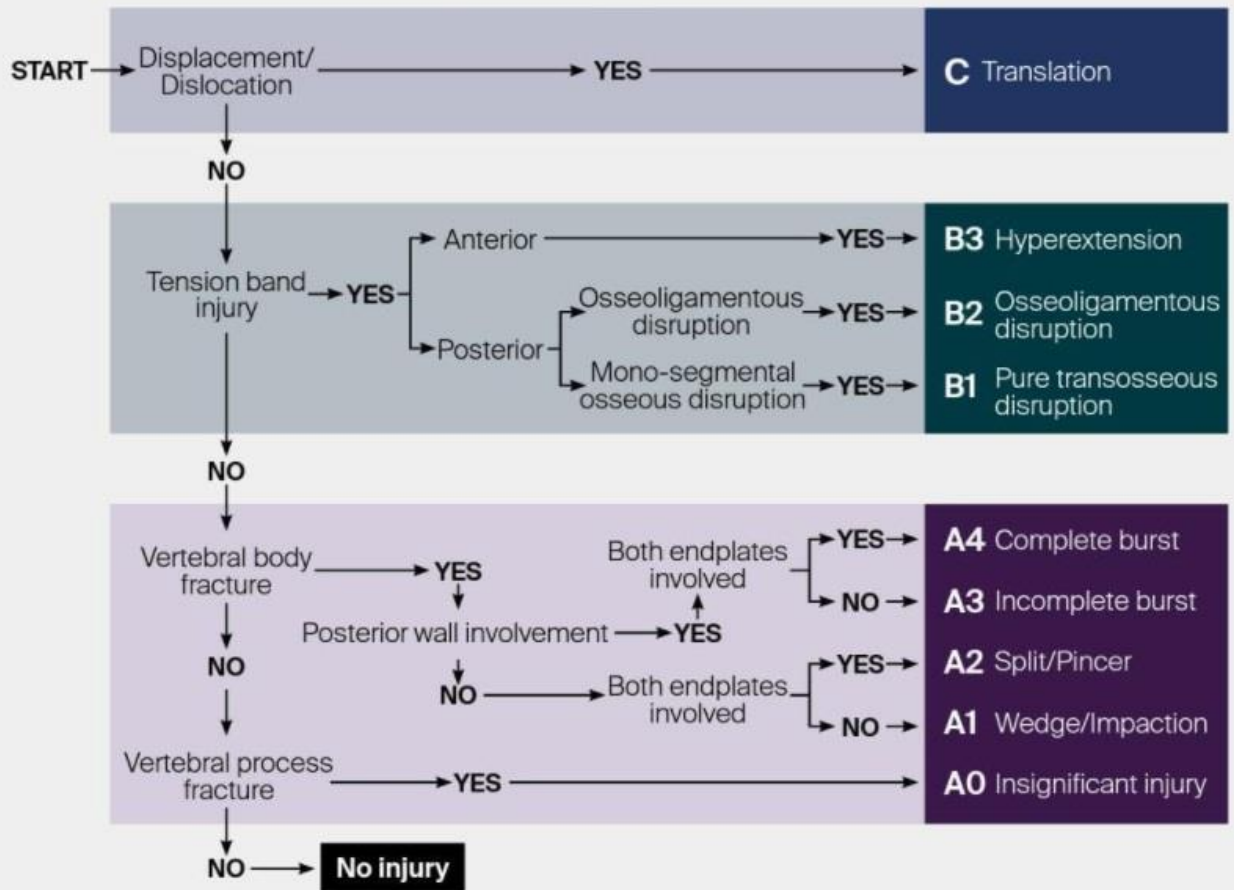 START
Displacement/
Dislocation
YES
C Translation
NO
Tension band
injury
YES
Anterior
YES
B3 Hyperextension
Posterior
Osseoligamentous
disruption
YES
B2 Osseoligamentous
disruption
Mono-segmental
osseous disruption
YES
B1 Pure transosseous
disruption
NO
Vertebral body
fracture
YES
Posterior wall involvement
YES
Both endplates
involved
YES
A4 Complete burst
NO
A3 Incomplete burst
NO
Both endplates
involved
YES
A2 Split/Pincer
NO
A1 Wedge/Impaction
NO
Vertebral process
fracture
YES
A0 Insignificant injury
NO
No injury